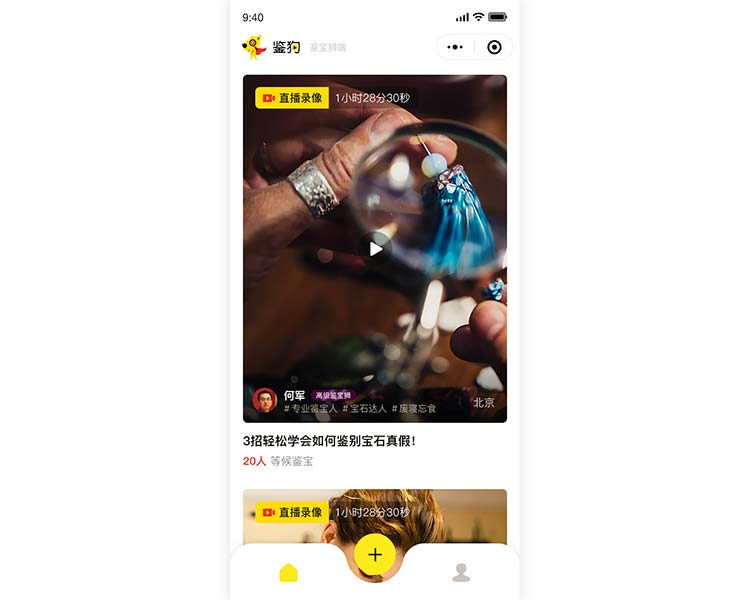 9:40
鉴狗 鉴宝狮端
直播录像 1小时28分30秒
何军 高级鉴宝狮
#专业鉴宝人 #宝石达人 #废寝忘食
北京
3招轻松学会如何鉴别宝石真假!
20人 等候鉴宝
直播录像 1小时28分30秒